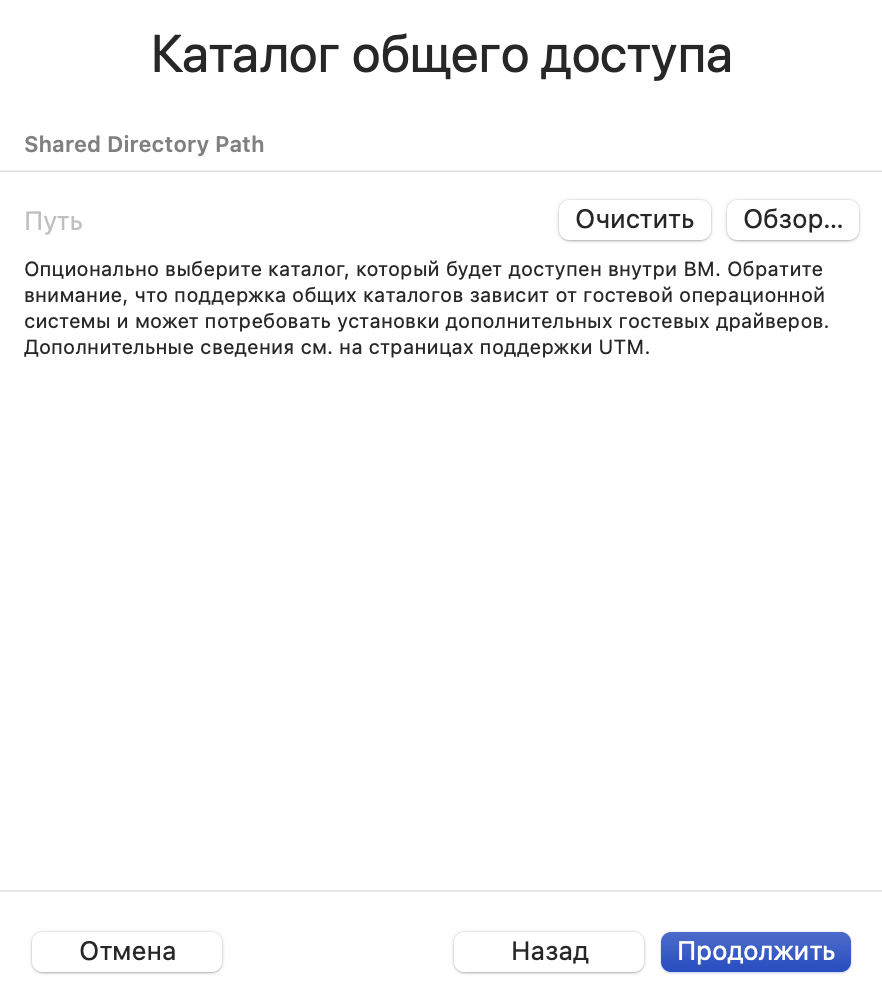 Каталог общего доступа
Shared Directory Path
Путь
Очистить
Обзор...
Опционально выберите каталог, который будет доступен внутри ВМ. Обратите
внимание, что поддержка общих каталогов зависит от гостевой операционной
системы и может потребовать установки дополнительных гостевых драйверов.
Дополнительные сведения см. на страницах поддержки UTM.
Отмена
Назад
Продолжить